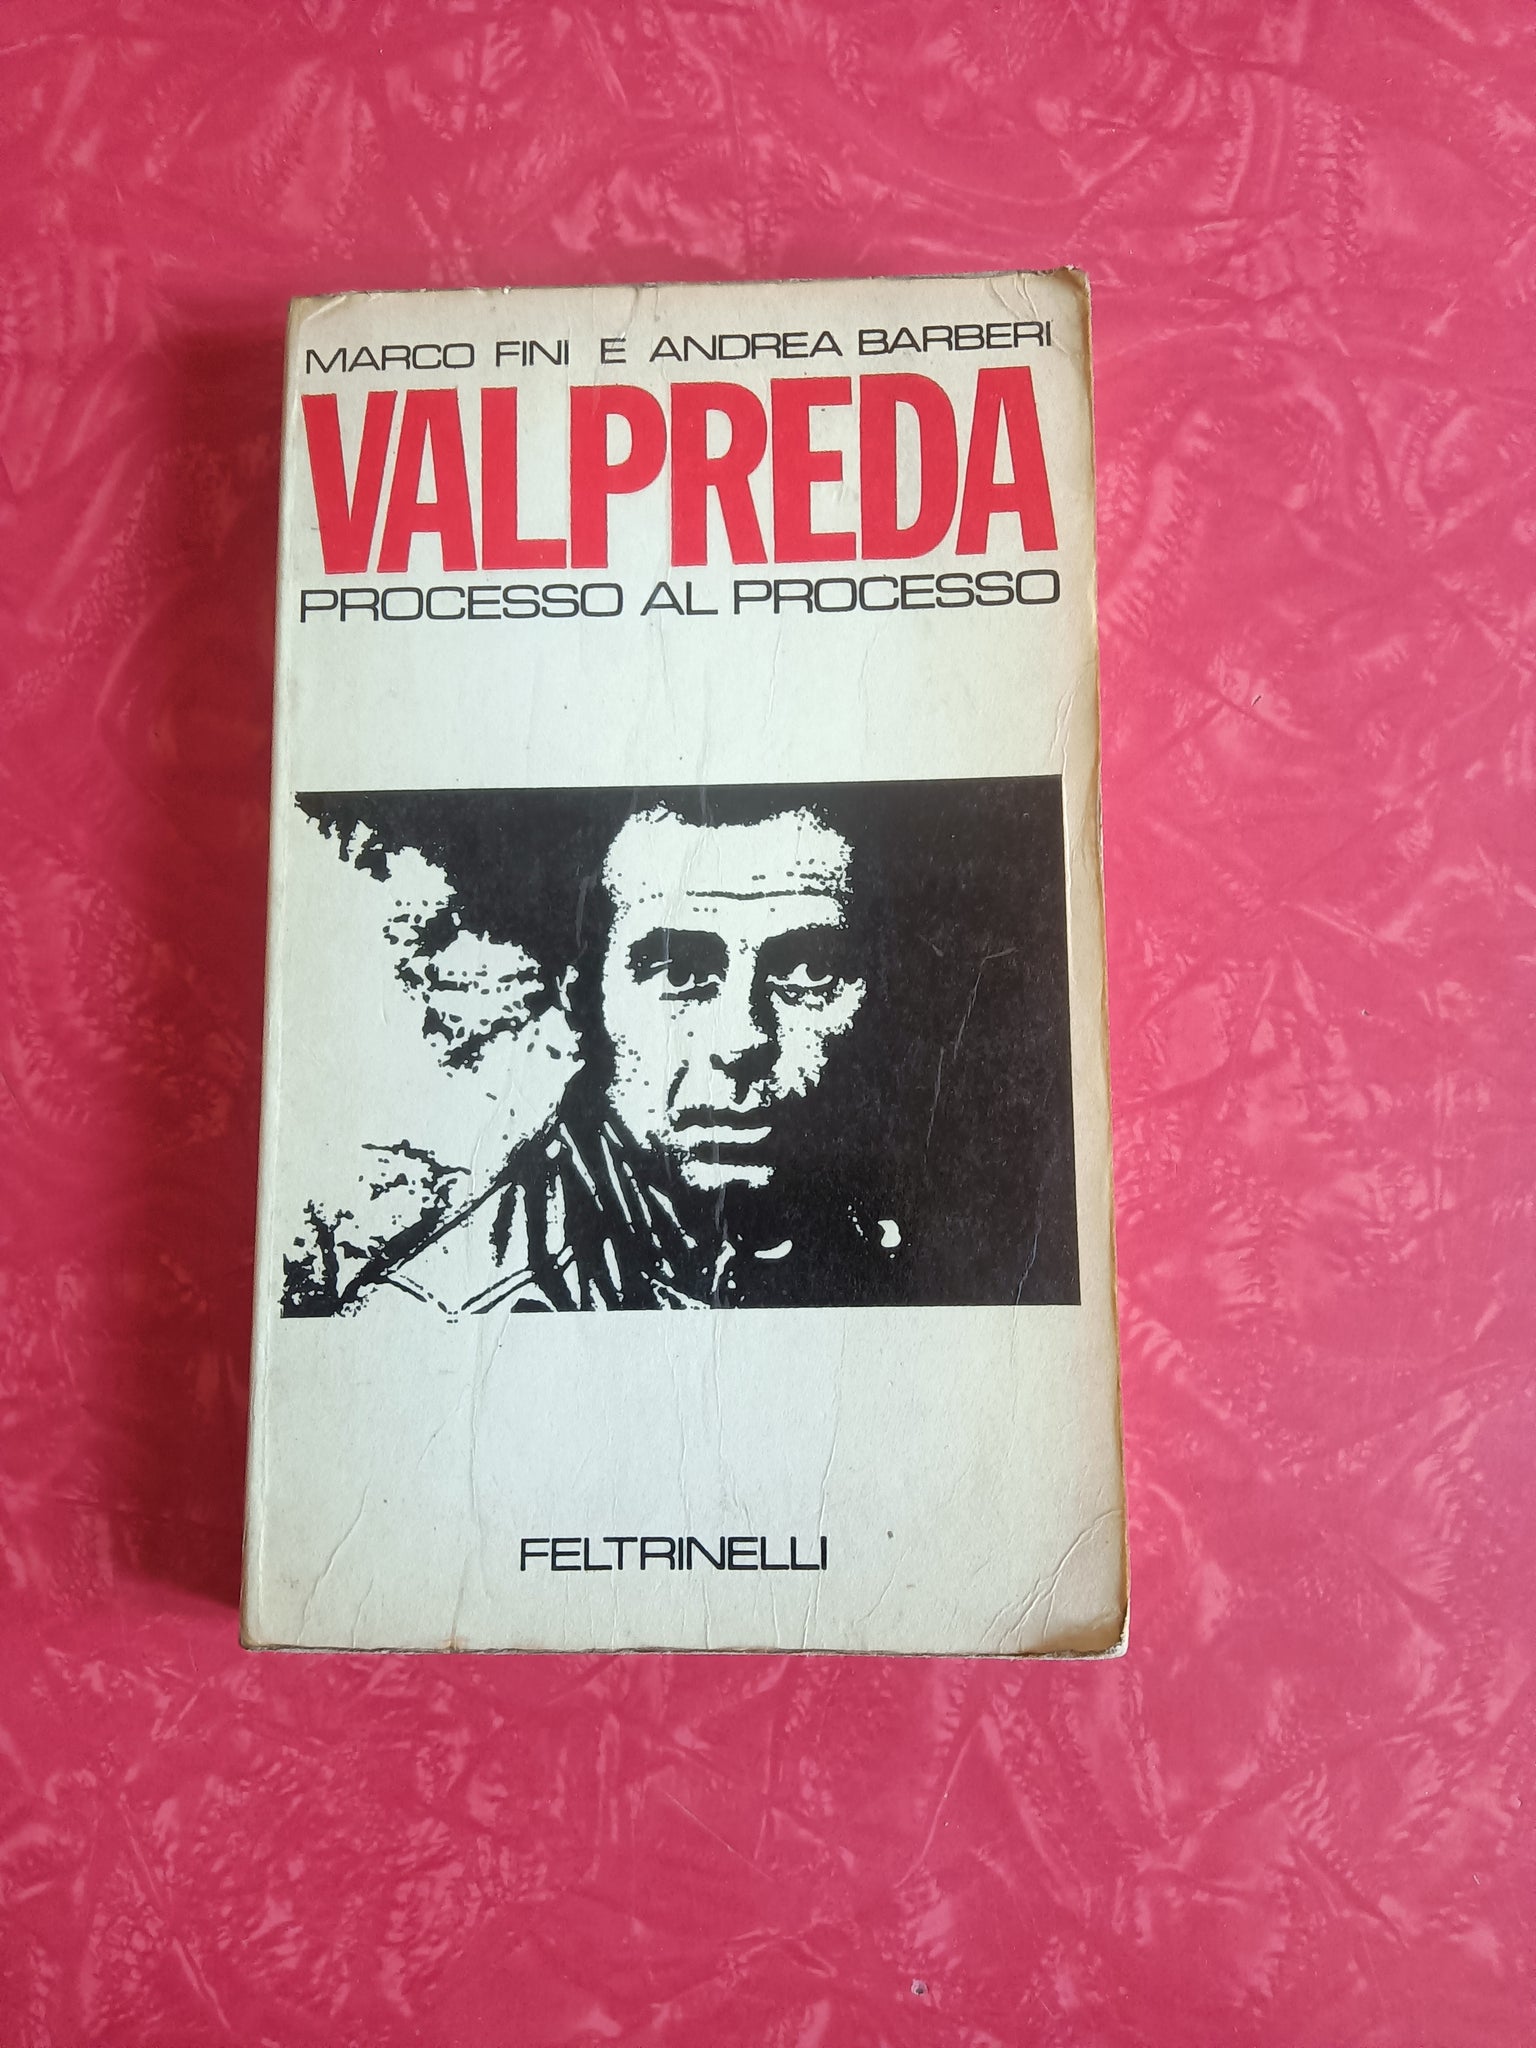 MARCO FINI E ANDREA BARBERI
VALPREDA
PROCESSO AL PROCESSO
FELTRINELLI